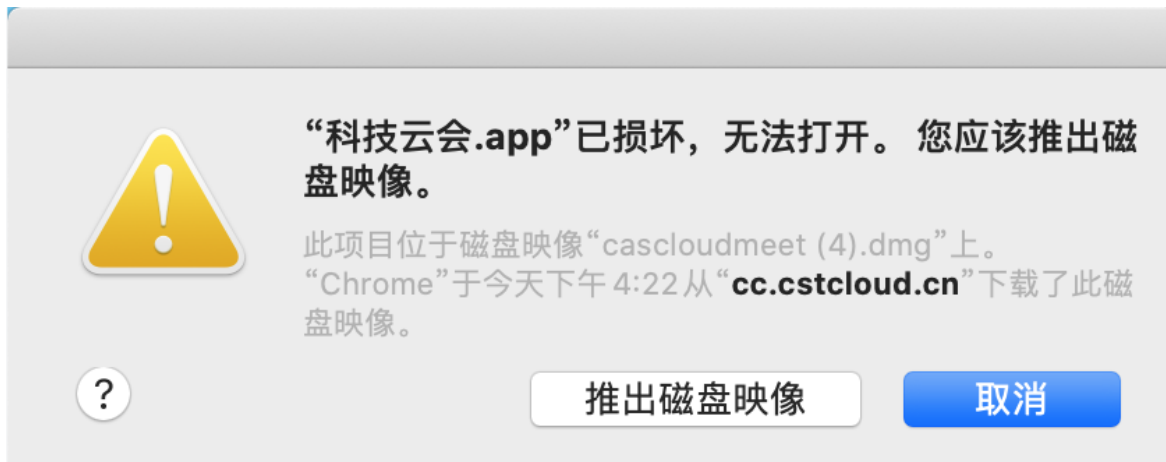 “科技云会.app”已损坏，无法打开。 您应该推出磁
盘映像。
此项目位于磁盘映像“cascloudmeet (4).dmg”上。
“Chrome”于今天下午4:22从“cc.cstcloud.cn”下载了此磁
盘映像。
?
推出磁盘映像
取消